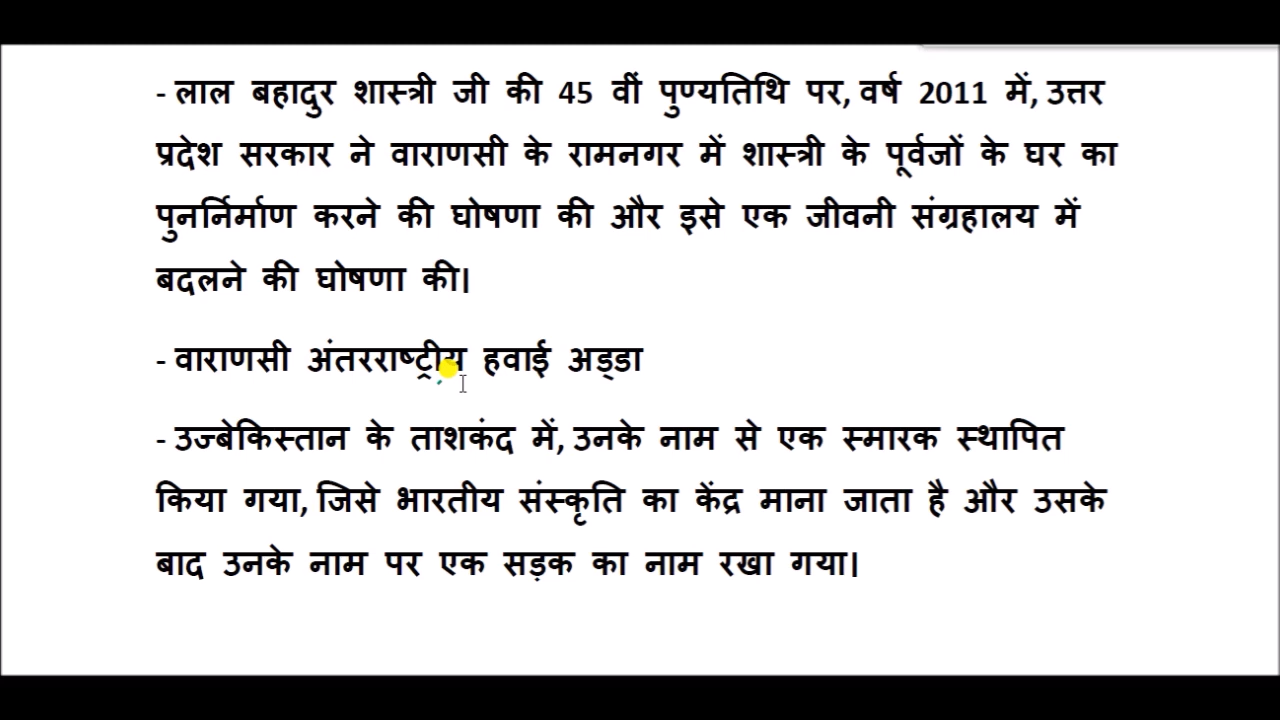 - लाल बहादुर शास्त्री जी की 45 वीं पुण्यतिथि पर, वर्ष 2011 में, उत्तर
प्रदेश सरकार ने वाराणसी के रामनगर में शास्त्री के पूर्वजों के घर का
पुनर्निर्माण करने की घोषणा की और इसे एक जीवनी संग्रहालय में
बदलने की घोषणा की।
- वाराणसी अंतरराष्ट्रीय हवाई अड्डा
- उज्बेकिस्तान के ताशकंद में, उनके नाम से एक स्मारक स्थापित
किया गया, जिसे भारतीय संस्कृति का केंद्र माना जाता है और उसके
बाद उनके नाम पर एक सड़क का नाम रखा गया।